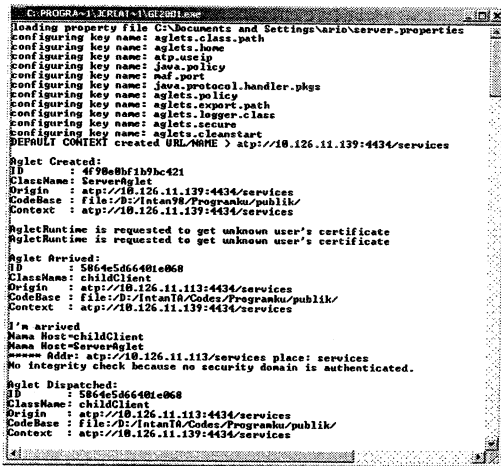 C:\PROGRA~1\JCREAT~1\GE2001.exe
loading property file C:\Documents and Settings\ario\server.properties
configuring key name: aglets.class.path
configuring key name: aglets.home
configuring key name: atp.useip
configuring key name: java.policy
configuring key name: maf.port
configuring key name: java.protocol.handler.pkgs
configuring key name: aglets.policy
configuring key name: aglets.export.path
configuring key name: aglets.logger.class
configuring key name: aglets.secure
configuring key name: aglets.cleanstart
DEFAULT CONTEXT created URL/NAME > atp://10.126.11.139:4434/services
Aglet Created:
ID : 4f90e0bf1b9bc421
ClassName: ServerAglet
Origin : atp://10.126.11.139:4434/services
CodeBase : file:/D:/Intan98/Programku/publik/
Context : atp://10.126.11.139:4434/services
AgletRuntime is requested to get unknown user's certificate
AgletRuntime is requested to get unknown user's certificate
Aglet Arrived:
ID : 5864e5d66401e068
ClassName: childClient
Origin : atp://10.126.11.113:4434/services
CodeBase : file:/D:/IntanTA/Codes/Programku/publik/
Context : atp://10.126.11.139:4434/services
I'm arrived
Nama Host=childClient
Nama Host=ServerAglet
***** Addr: atp://10.126.11.113/services place: services
No integrity check because no security domain is authenticated.
Aglet Dispatched:
ID : 5864e5d66401e068
ClassName: childClient
Origin : atp://10.126.11.113:4434/services
CodeBase : file:/D:/IntanTA/Codes/Programku/publik/
Context : atp://10.126.11.139:4434/services